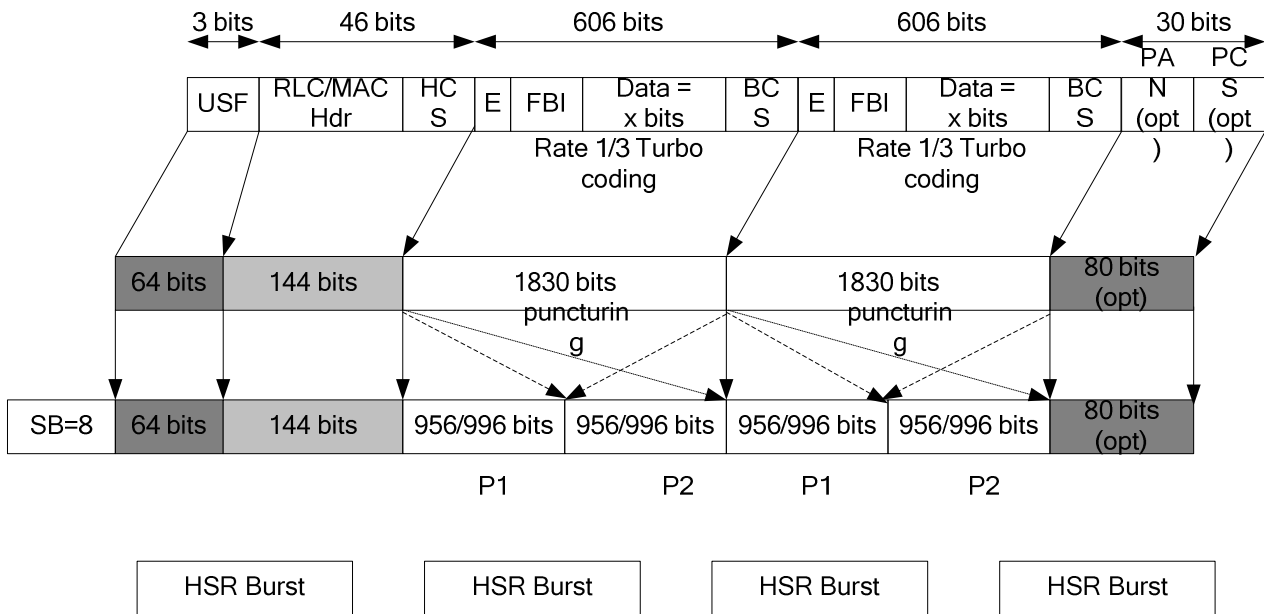 3 bits 46 bits 606 bits 606 bits 30 bits
USF
RLC/MAC
Hdr
HC
S
E
FBI
Data =
x bits
BC
S
E
FBI
Data =
x bits
BC
S
PA
N
(opt
)
PC
S
(opt
)
Rate 1/3 Turbo
coding
Rate 1/3 Turbo
coding
64 bits
144 bits
1830 bits
puncturin
g
1830 bits
puncturin
g
80 bits
(opt)
SB=8
64 bits
144 bits
956/996 bits
956/996 bits
956/996 bits
956/996 bits
80 bits
(opt)
P1 P2 P1 P2
HSR Burst HSR Burst HSR Burst HSR Burst